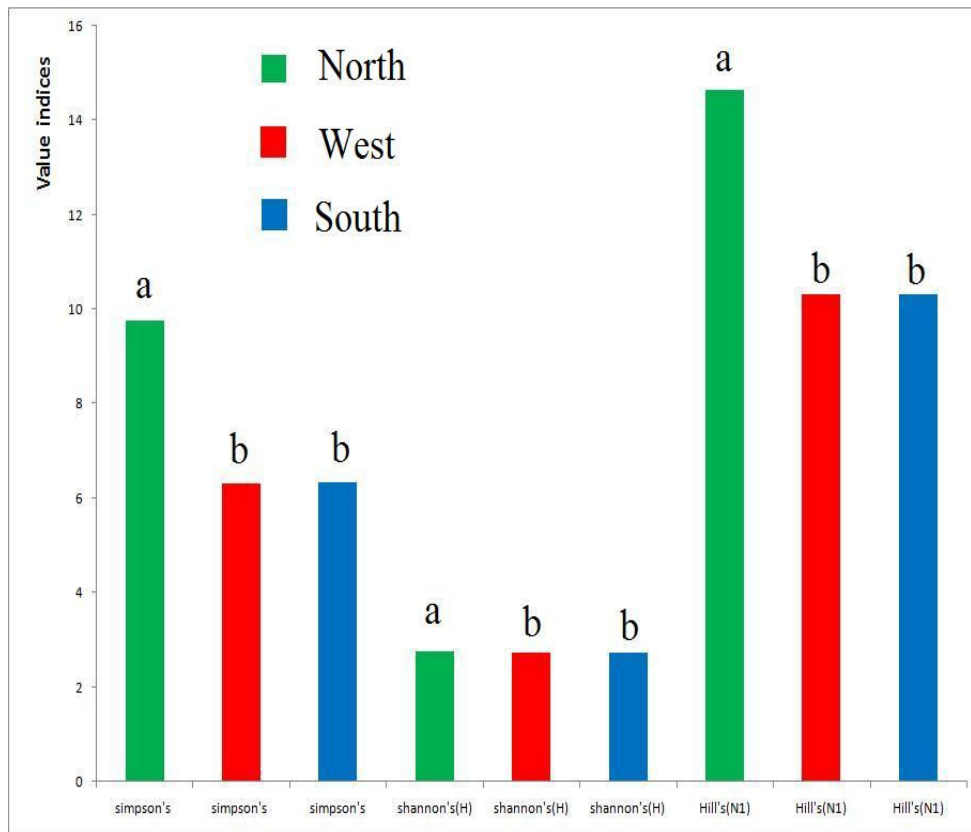 Value indices
16
14
12
10
8
6
4
2
0
North
West
South
a
b
b
a
b
b
a
b
b
simpson's simpson's simpson's shannon's(H) shannon's(H) shannon's(H) Hill's(N1) Hill's(N1) Hill's(N1)